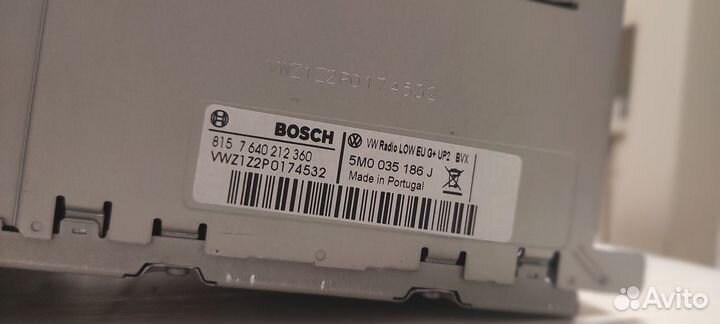 VWZ1Z2P0174532
BOSCH
VW Radio LOW EU G+ UP2 BVX
815 7 640 212 360
5M0 035 186 J
VWZ1Z2P0174532
Made in Portugal
Avito